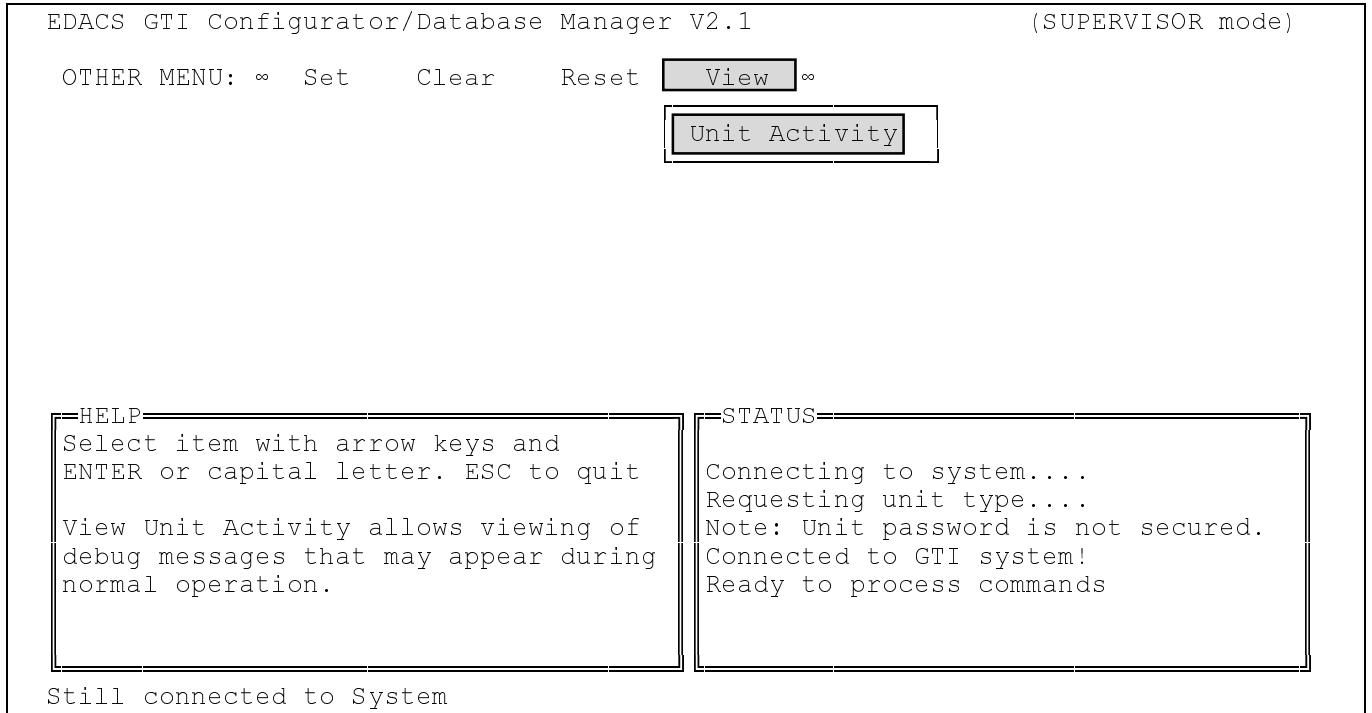 EDACS GTI Configurator/Database Manager V2.1 (SUPERVISOR mode)
OTHER MENU: ∞ Set Clear Reset View ∞
Unit Activity
HELP
Select item with arrow keys and
ENTER or capital letter. ESC to quit
View Unit Activity allows viewing of
debug messages that may appear during
normal operation.
STATUS
Connecting to system....
Requesting unit type....
Note: Unit password is not secured.
Connected to GTI system!
Ready to process commands
Still connected to System